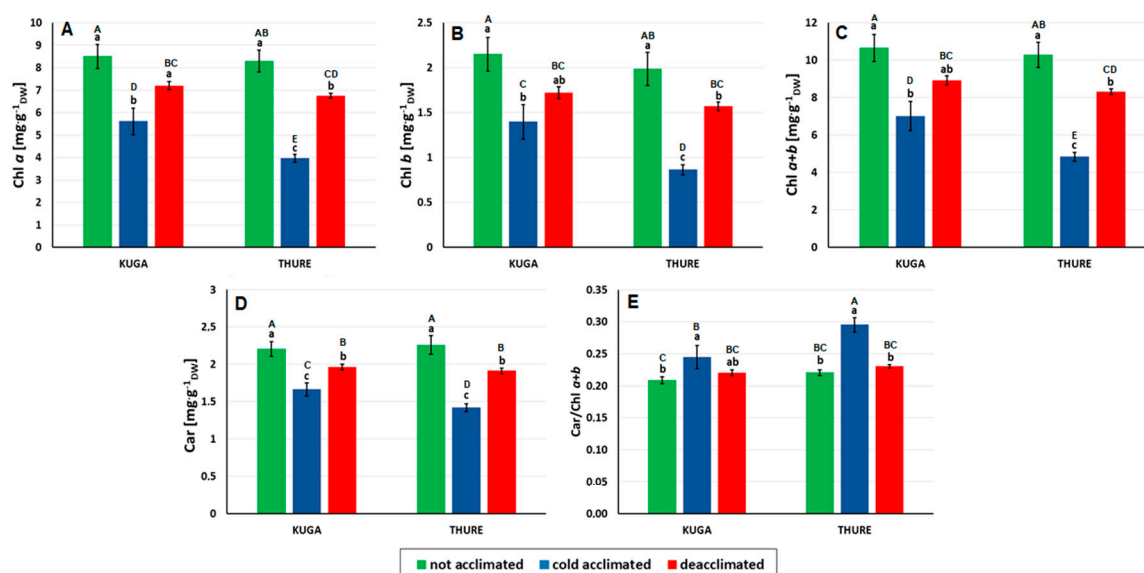 A
Chl a [mg·g-1DW]
10
9
8
7
6
5
4
3
2
1
0
A
a
D
b
BC
a
AB
a
E
c
CD
b
KUGA
THURE
B
Chl b [mg·g-1DW]
2.5
2
1.5
1
0.5
0
A
a
C
b
BC
ab
AB
a
D
c
BC
b
KUGA
THURE
C
Chl a+b [mg·g-1DW]
12
10
8
6
4
2
0
A
a
D
b
BC
ab
AB
a
E
c
CD
b
KUGA
THURE
D
Car [mg·g-1DW]
3
2.5
2
1.5
1
0.5
0
A
a
C
c
B
b
A
a
D
c
B
b
KUGA
THURE
E
Car/Chl a+b
0.35
0.30
0.25
0.20
0.15
0.10
0.05
0.00
C
b
B
a
BC
ab
BC
b
A
a
BC
b
KUGA
THURE
not acclimated cold acclimated deacclimated